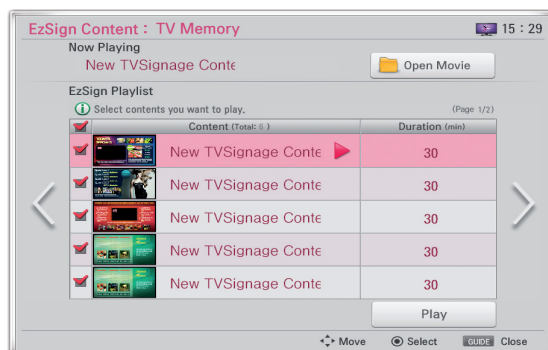 EzSign Content : TV Memory 15 : 29
Now Playing
New TVSignage Conte
Open Movie
EzSign Playlist
Select contents you want to play. (Page 1/2)
Content (Total: 6 ) Duration (min)
New TVSignage Conte 30
New TVSignage Conte 30
New TVSignage Conte 30
New TVSignage Conte 30
New TVSignage Conte 30
Play
Move Select GUIDE Close